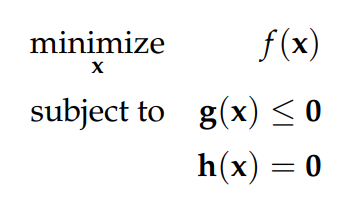 minimize f(x)
x
subject to g(x) ≤ 0
h(x) = 0